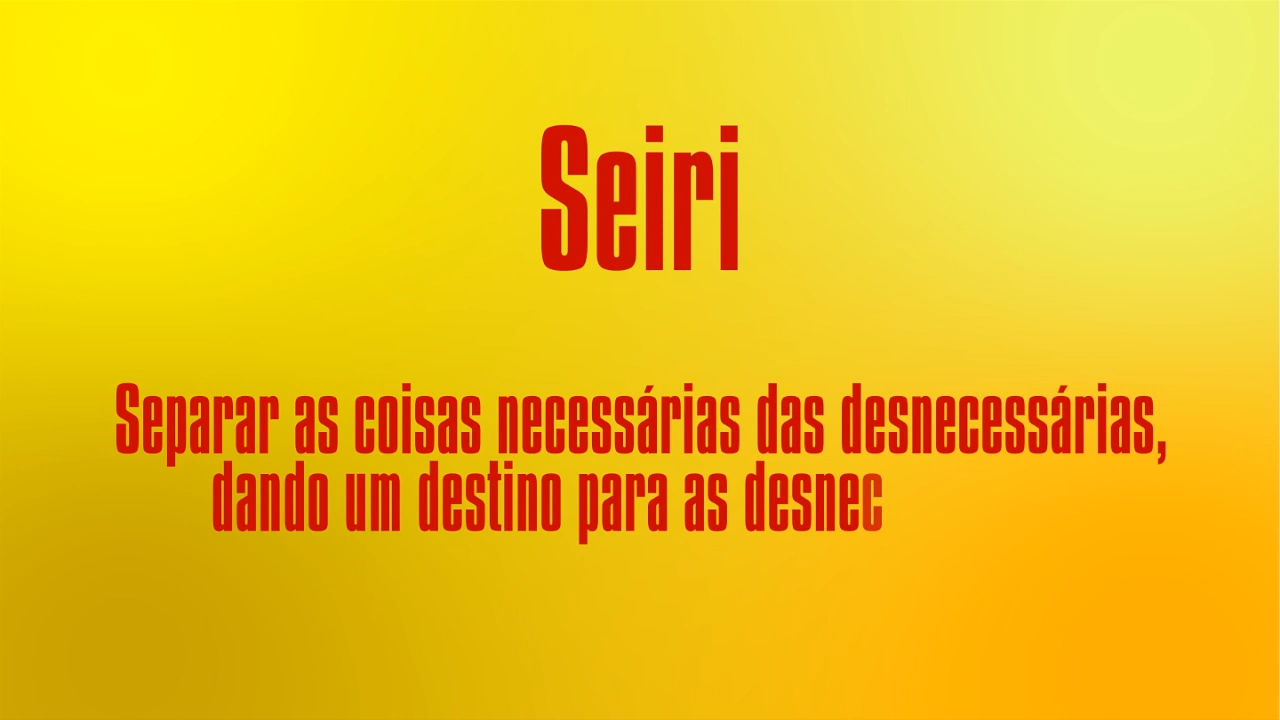 Seiri
Separar as coisas necessárias das desnecessárias,
dando um destino para as desnec